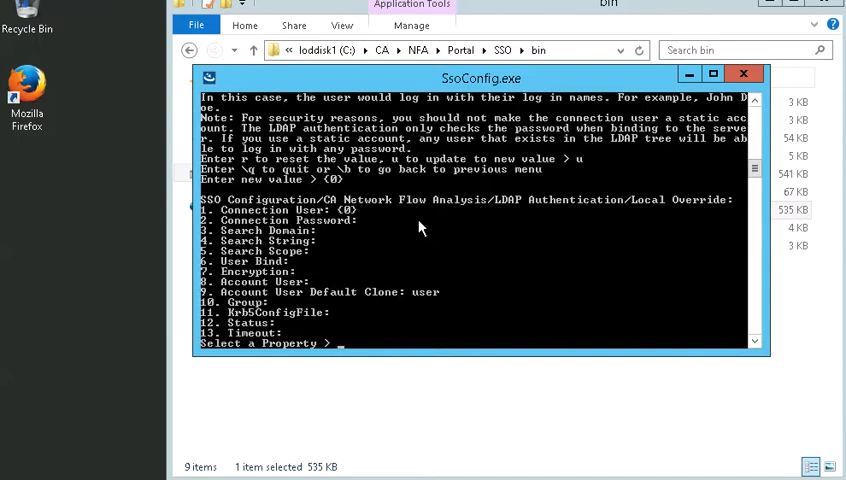 Recycle Bin
Mozilla
Firefox
Application Tools
bin
File
Home
Share
View
Manage
loddisk1 (C:)
CA
NFA
Portal
SSO
bin
Search bin
SsoConfig.exe
In this case, the user would log in with their log in names. For example, John D
oe.
Note: For security reasons, you should not make the connection user a static acc
ount. The LDAP authentication only checks the password when binding to the serve
r. If you use a static account, any user that exists in the LDAP tree will be ab
le to log in with any password.
Enter r to reset the value, u to update to new value > u
Enter \q to quit or \b to go back to previous menu
Enter new value > {0}
SSO Configuration/CA Network Flow Analysis/LDAP Authentication/Local Override:
1. Connection User: {0}
2. Connection Password:
3. Search Domain:
4. Search String:
5. Search Scope:
6. User Bind:
7. Encryption:
8. Account User:
9. Account User Default Clone: user
10. Group:
11. Krb5ConfigFile:
12. Status:
13. Timeout:
Select a Property > _
3 KB
3 KB
54 KB
5 KB
541 KB
67 KB
535 KB
4 KB
3 KB
9 items
1 item selected 535 KB